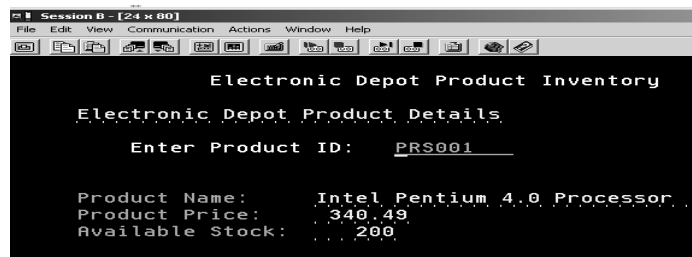 Session B - [24 x 80]
File Edit View Communication Actions Window Help
Electronic Depot Product Inventory
Electronic Depot Product Details
Enter Product ID: PRS001
Product Name: Intel Pentium 4.0 Processor
Product Price: 340.49
Available Stock: 200